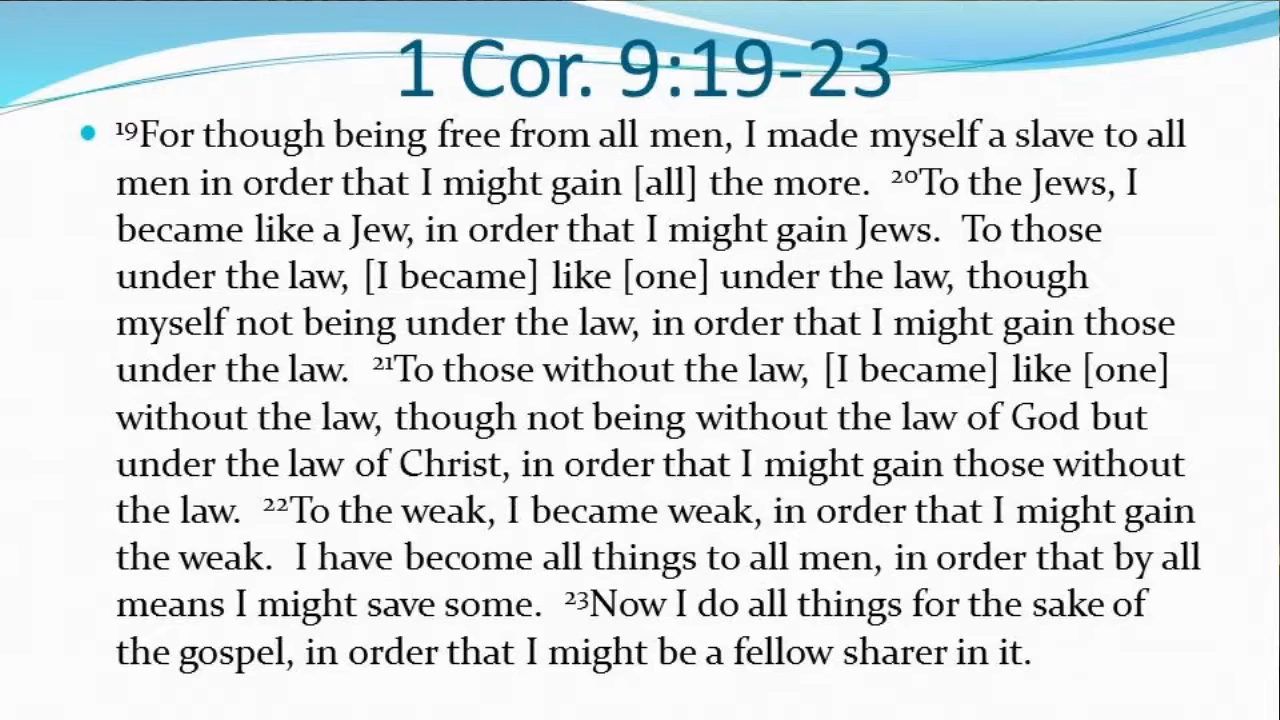 1 Cor. 9:19-23
• ¹⁹For though being free from all men, I made myself a slave to all
men in order that I might gain [all] the more.  ²⁰To the Jews, I
became like a Jew, in order that I might gain Jews.  To those
under the law, [I became] like [one] under the law, though
myself not being under the law, in order that I might gain those
under the law.  ²¹To those without the law, [I became] like [one]
without the law, though not being without the law of God but
under the law of Christ, in order that I might gain those without
the law.  ²²To the weak, I became weak, in order that I might gain
the weak.  I have become all things to all men, in order that by all
means I might save some.  ²³Now I do all things for the sake of
the gospel, in order that I might be a fellow sharer in it.